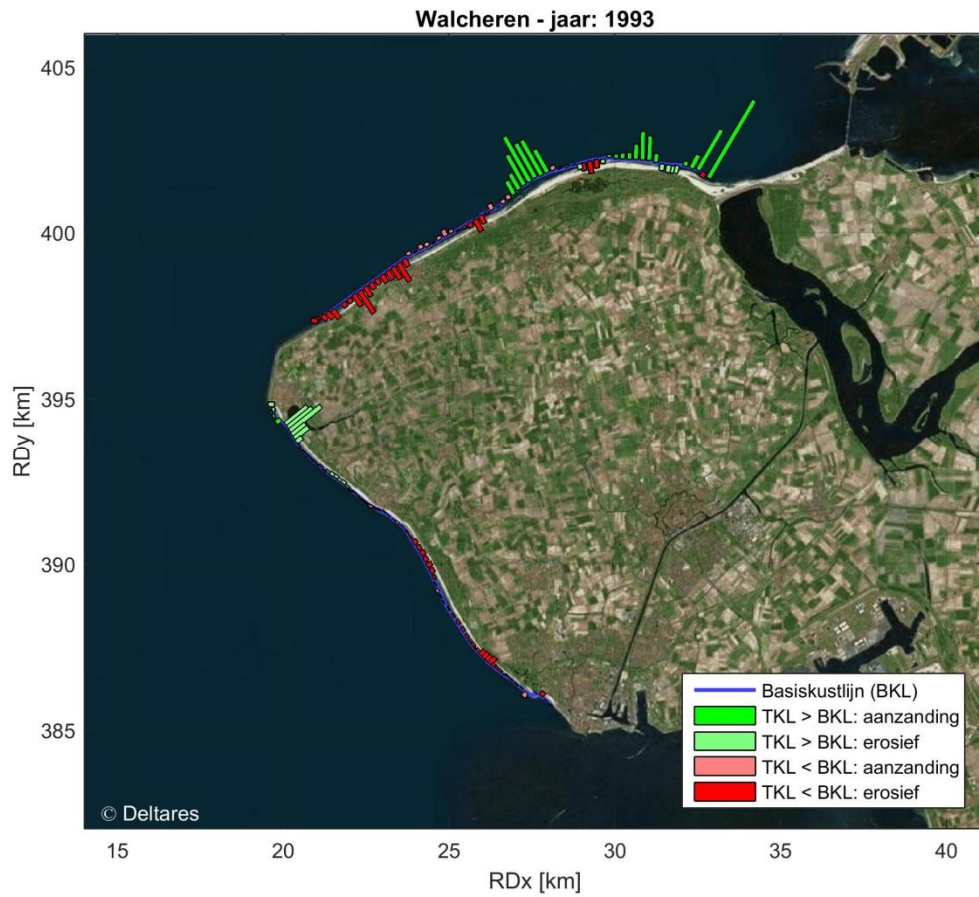 Walcheren - jaar: 1993
405
400
395
390
385
RDy [km]
© Deltares
Basiskustlijn (BKL)
TKL > BKL: aanzanding
TKL > BKL: erosief
TKL < BKL: aanzanding
TKL < BKL: erosief
15 20 25 30 35 40
RDx [km]